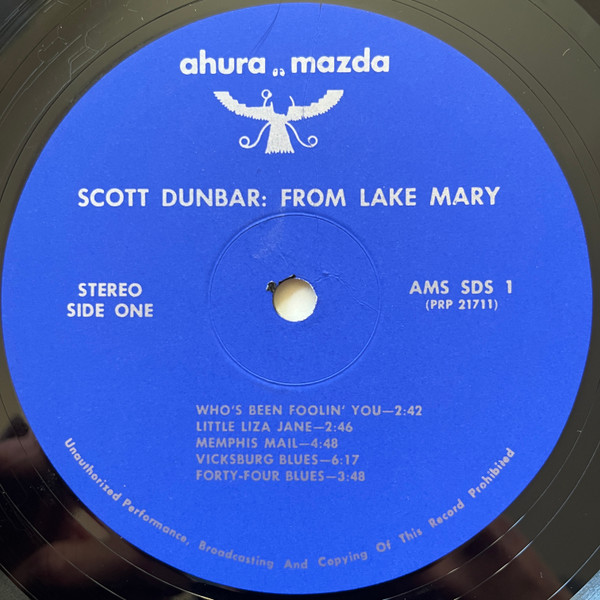 ahura „ mazda
SCOTT DUNBAR: FROM LAKE MARY
STEREO
SIDE ONE
AMS SDS 1
(PRP 21711)
WHO'S BEEN FOOLIN' YOU—2:42
LITTLE LIZA JANE—2:46
MEMPHIS MAIL—4:48
VICKSBURG BLUES—6:17
FORTY-FOUR BLUES—3:48
Unauthorized Performance, Broadcasting And Copying Of This Record Prohibited